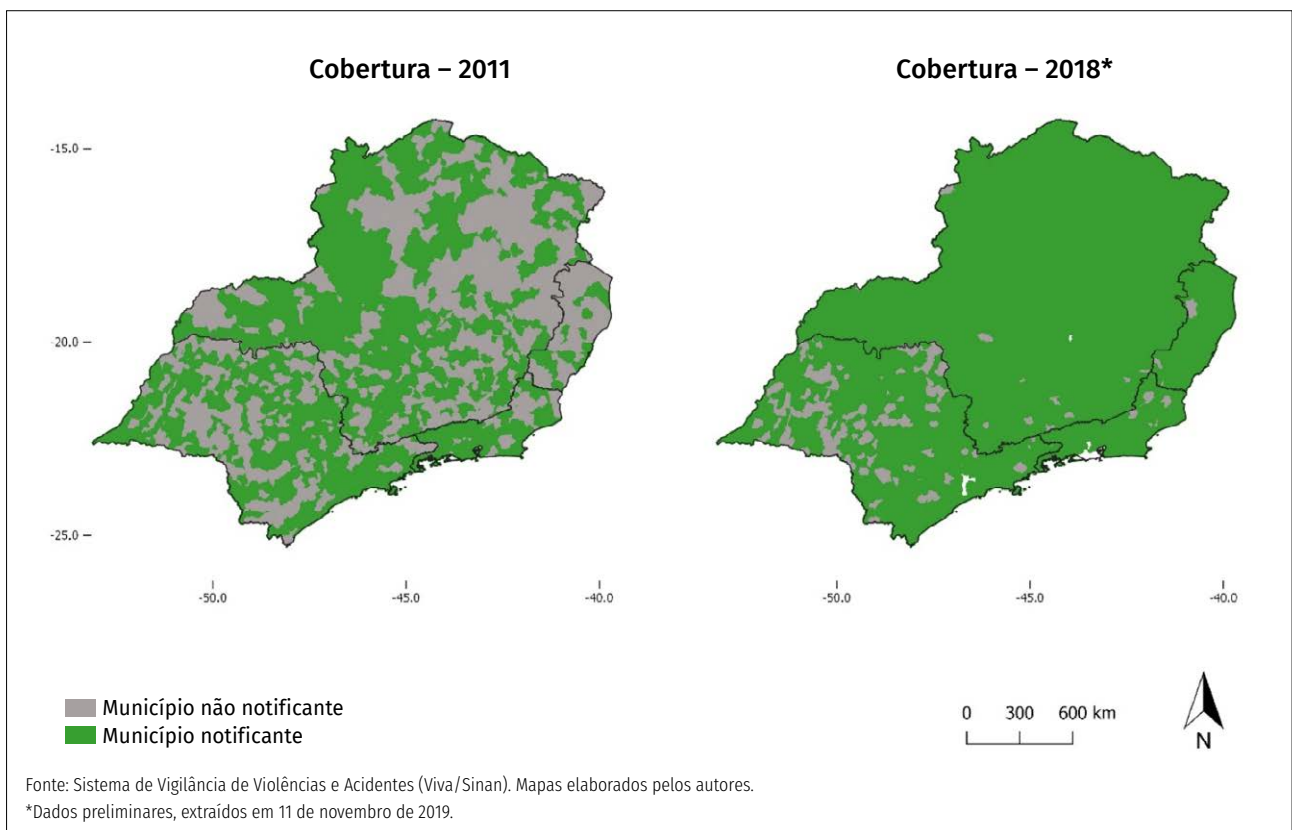 Cobertura – 2011
Cobertura – 2018*
-15.0
-20.0
-25.0
-50.0
-45.0
-40.0
-50.0
-45.0
-40.0
Município não notificante
Município notificante
0 300 600 km
N
Fonte: Sistema de Vigilância de Violências e Acidentes (Viva/Sinan). Mapas elaborados pelos autores.
*Dados preliminares, extraídos em 11 de novembro de 2019.